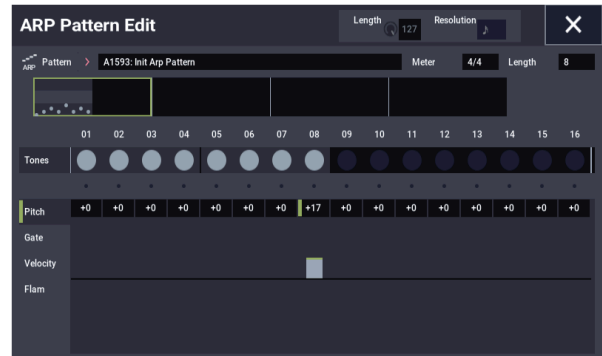 ARP Pattern Edit Length 127 Resolution ♪
ARP Pattern > A1593: Init Arp Pattern Meter 4/4 Length 8
01 02 03 04 05 06 07 08 09 10 11 12 13 14 15 16
Tones
Pitch +0 +0 +0 +0 +0 +0 +0 +17 +0 +0 +0 +0 +0 +0 +0 +0
Gate
Velocity
Flam